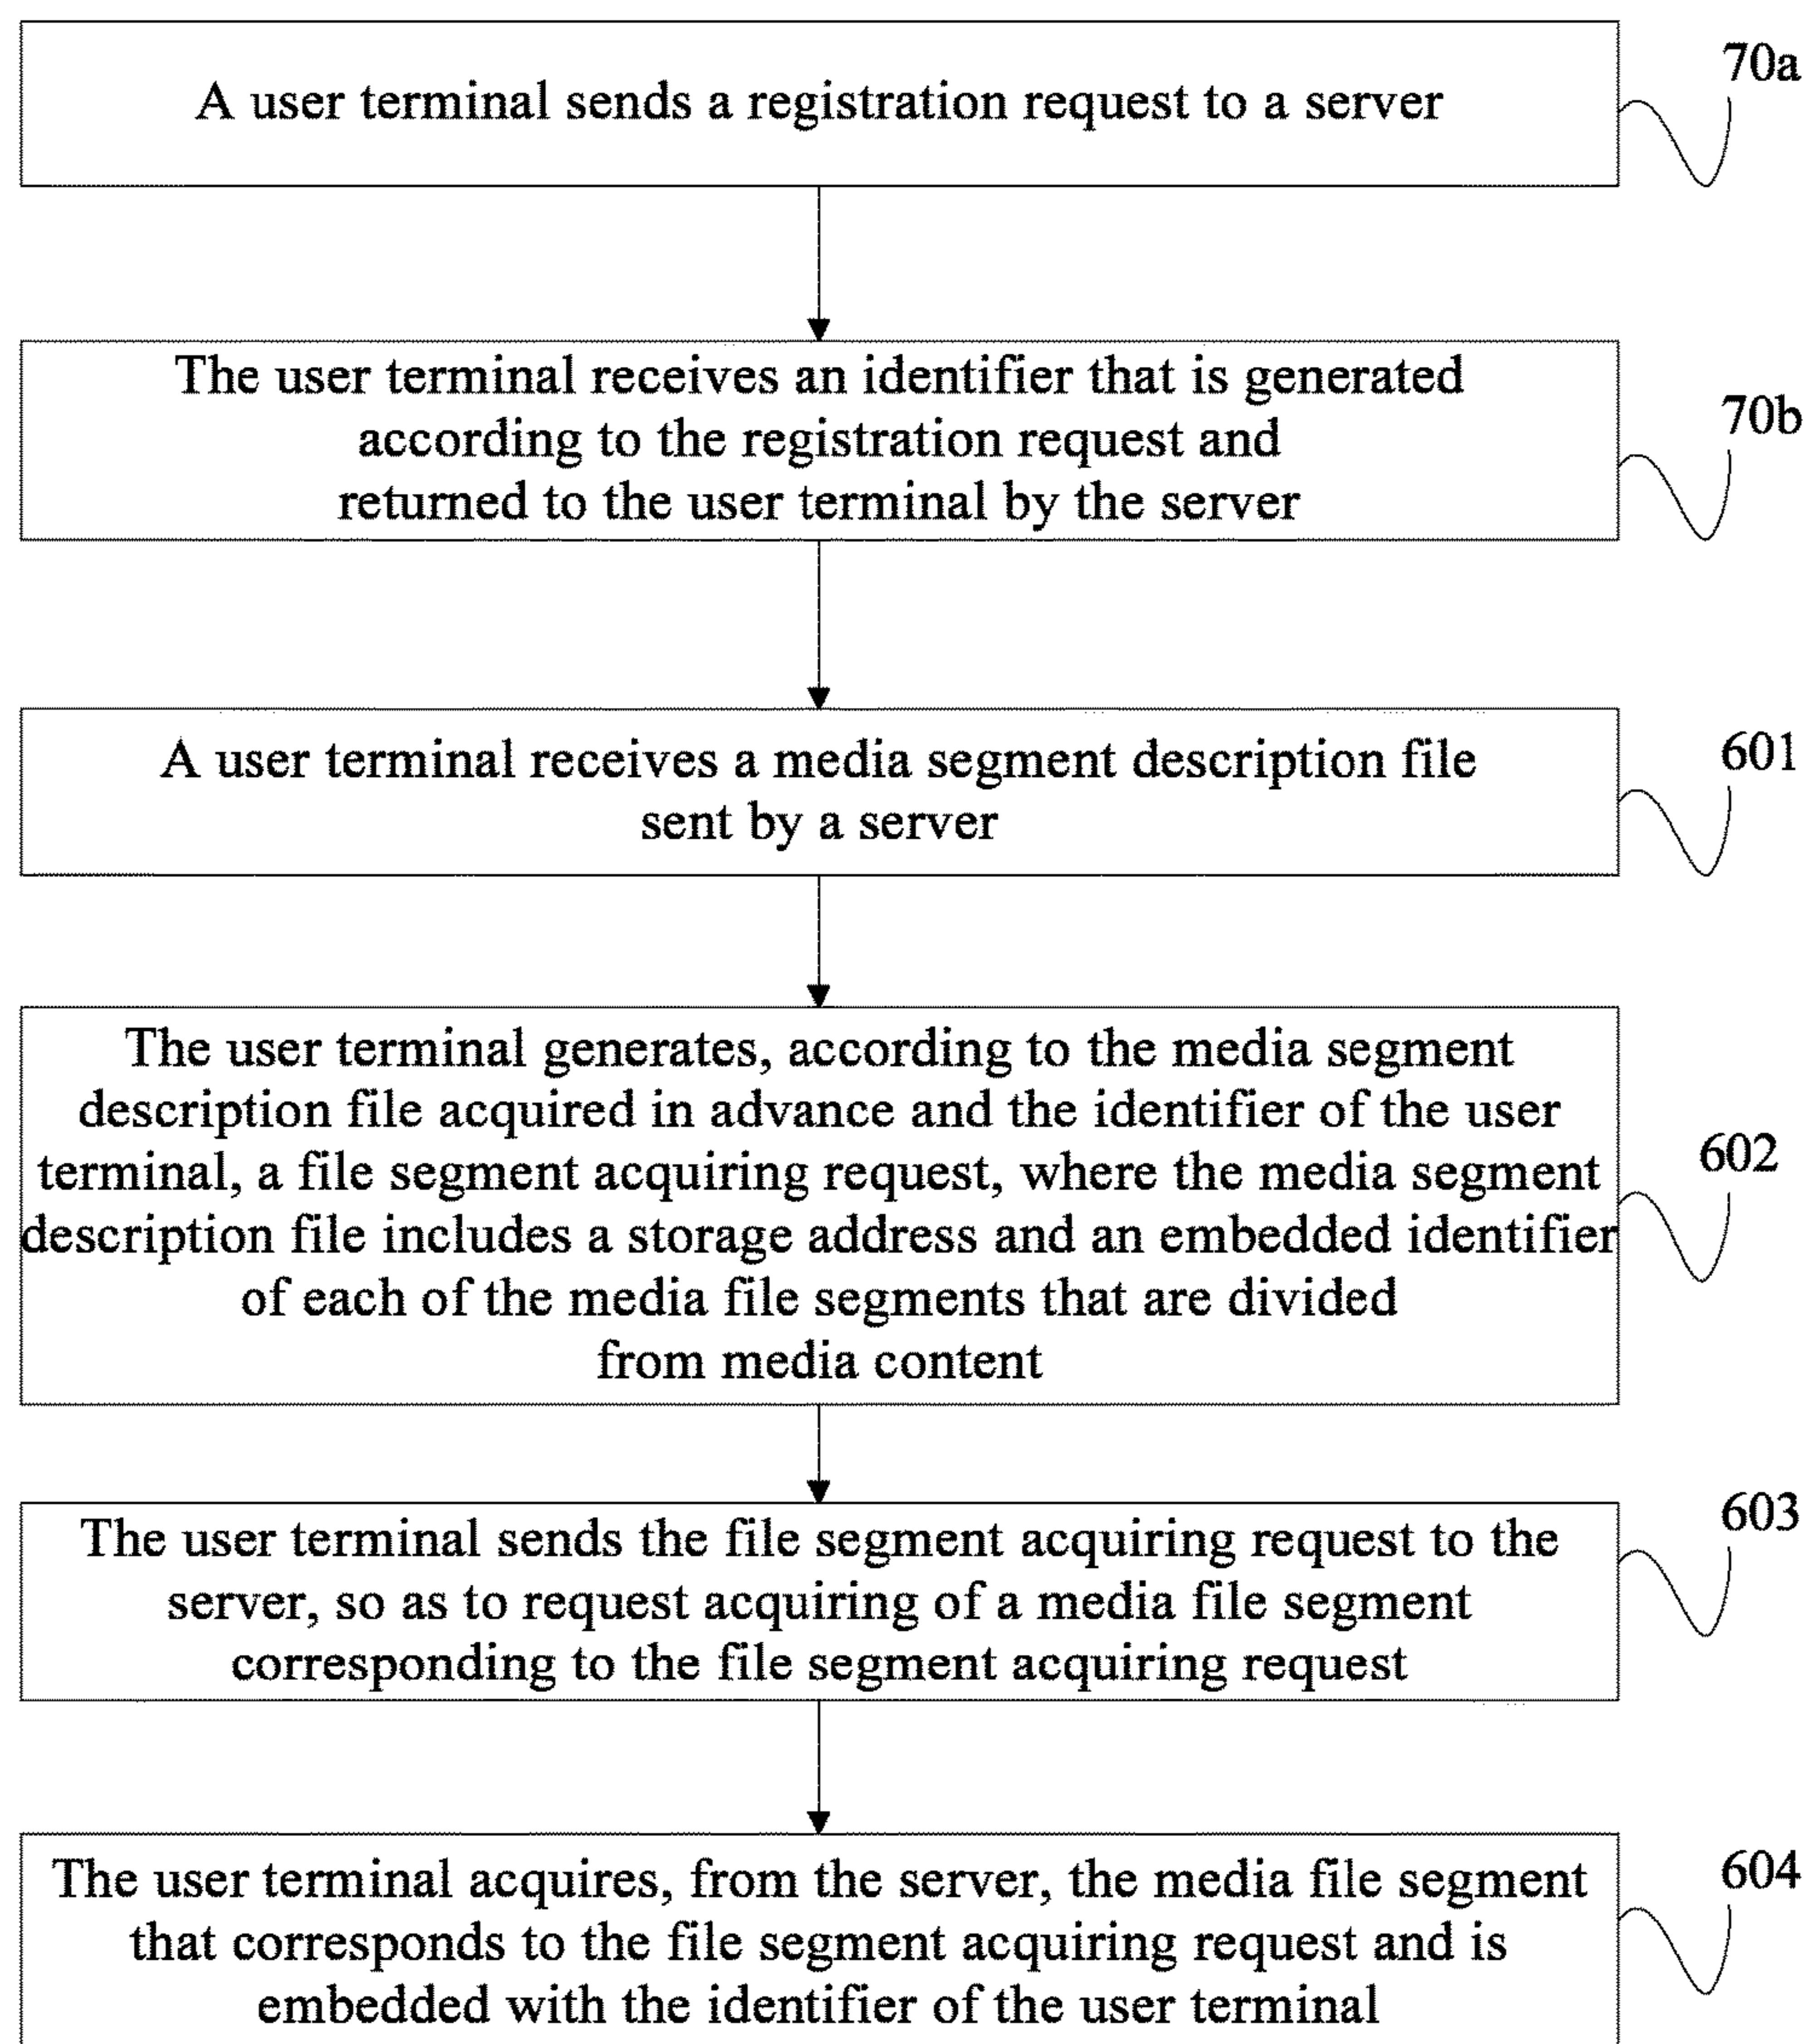 A user terminal sends a registration request to a server
70a
The user terminal receives an identifier that is generated
according to the registration request and
returned to the user terminal by the server
70b
A user terminal receives a media segment description file
sent by a server
601
The user terminal generates, according to the media segment
description file acquired in advance and the identifier of the user
terminal, a file segment acquiring request, where the media segment
description file includes a storage address and an embedded identifier
of each of the media file segments that are divided
from media content
602
The user terminal sends the file segment acquiring request to the
server, so as to request acquiring of a media file segment
corresponding to the file segment acquiring request
603
The user terminal acquires, from the server, the media file segment
that corresponds to the file segment acquiring request and is
embedded with the identifier of the user terminal
604